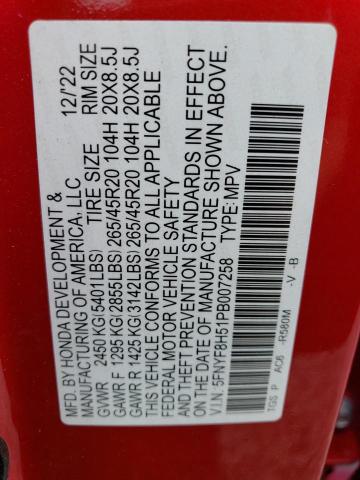 MFD. BY HONDA DEVELOPMENT & 12/'22
MANUFACTURING OF AMERICA, LLC
TIRE SIZE RIM SIZE
GVWR 2450 KG(5401LBS)
GAWR F 1295 KG(2855LBS) 265/45R20 104H 20X8.5J
GAWR R 1425 KG(3142LBS) 265/45R20 104H 20X8.5J
THIS VEHICLE CONFORMS TO ALL APPLICABLE
FEDERAL MOTOR VEHICLE SAFETY
AND THEFT PREVENTION STANDARDS IN EFFECT
ON THE DATE OF MANUFACTURE SHOWN ABOVE.
V.I.N. 5FNYF8H51PB007258 TYPE: MPV
TGS P AC6 -R580M -V -B